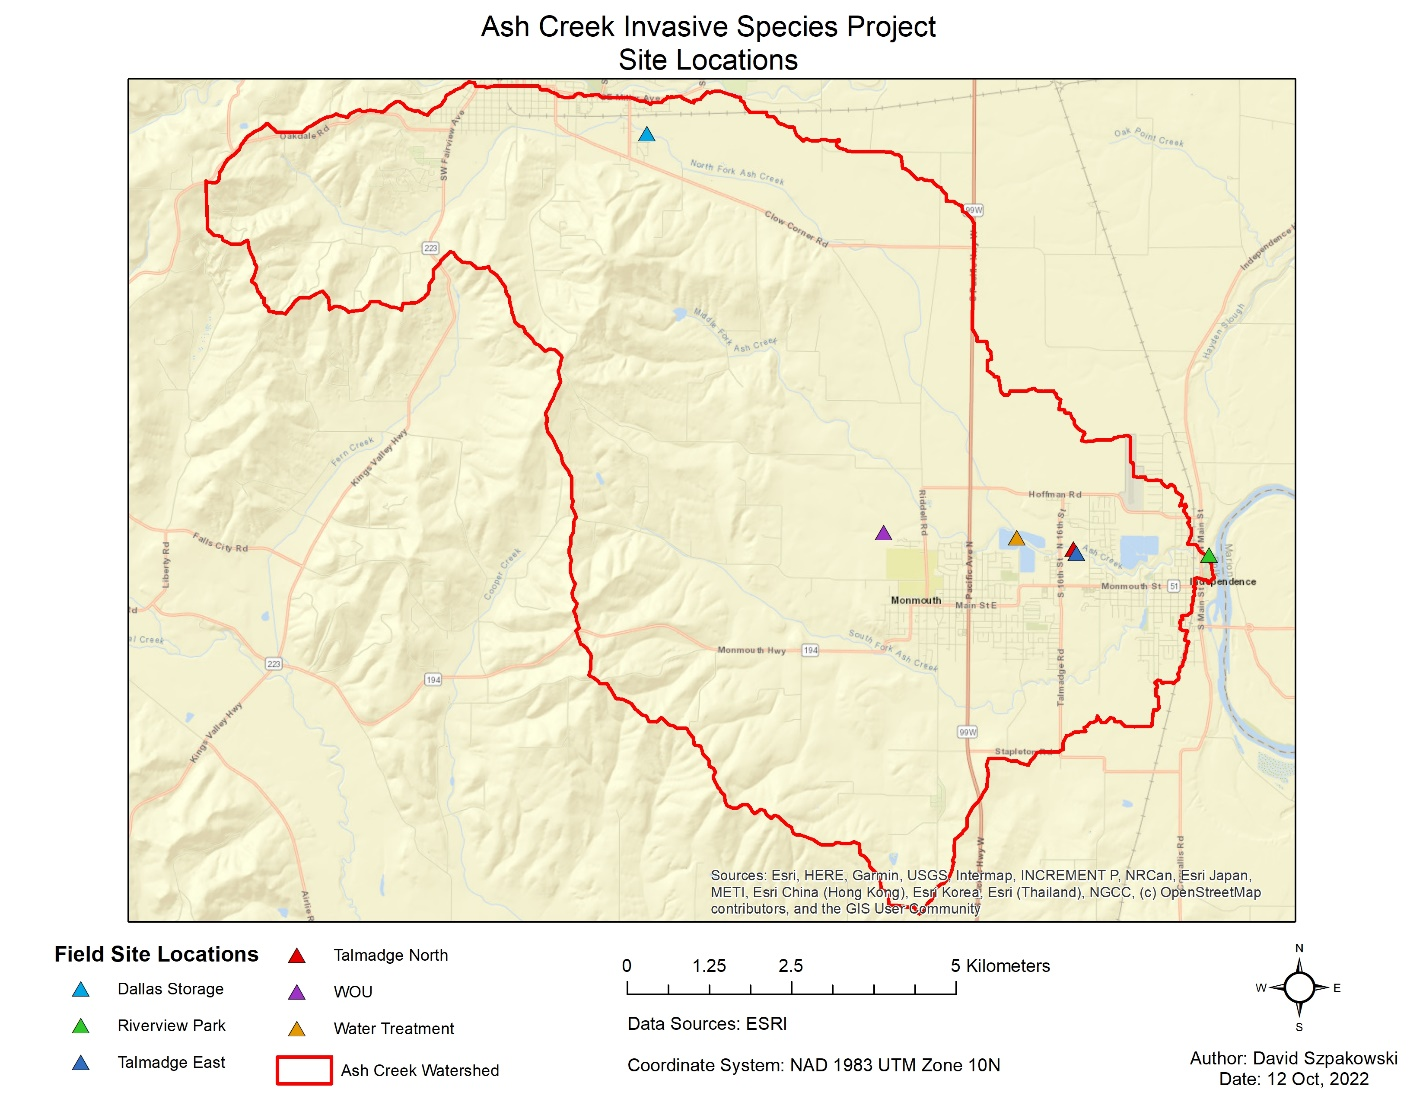 Ash Creek Invasive Species Project
Site Locations
Oakdale Rd
SW Fairview Ave
Oak Point Creek
North Fork Ash Creek
99W
Clow Corner Rd
223
Hayden Slough
Middle Fork Ash Creek
Fern Creek
Kings Valley Hwy
Riddell Rd
Hoffman Rd
N 16th St
Main St
Falls City Rd
Liberty Rd
Cooper Creek
Pacific Ave N
Ash Creek
S 16th St
Monmouth St
51
Independence
Monmouth
Main St E
S Main St
South Fork Ash Creek
Monmouth Hwy
194
223
194
Talmadge Rd
Kings Valley Hwy
99W
Stapleton Rd
Airlie R
Sources: Esri, HERE, Garmin, USGS, Intermap, INCREMENT P, NRCan, Esri Japan,
METI, Esri China (Hong Kong), Esri Korea, Esri (Thailand), NGCC, (c) OpenStreetMap
contributors, and the GIS User Community
Field Site Locations
Dallas Storage
Riverview Park
Talmadge East
Talmadge North
WOU
Water Treatment
Ash Creek Watershed
0 1.25 2.5 5 Kilometers
Data Sources: ESRI
Coordinate System: NAD 1983 UTM Zone 10N
N
W E
S
Author: David Szpakowski
Date: 12 Oct, 2022